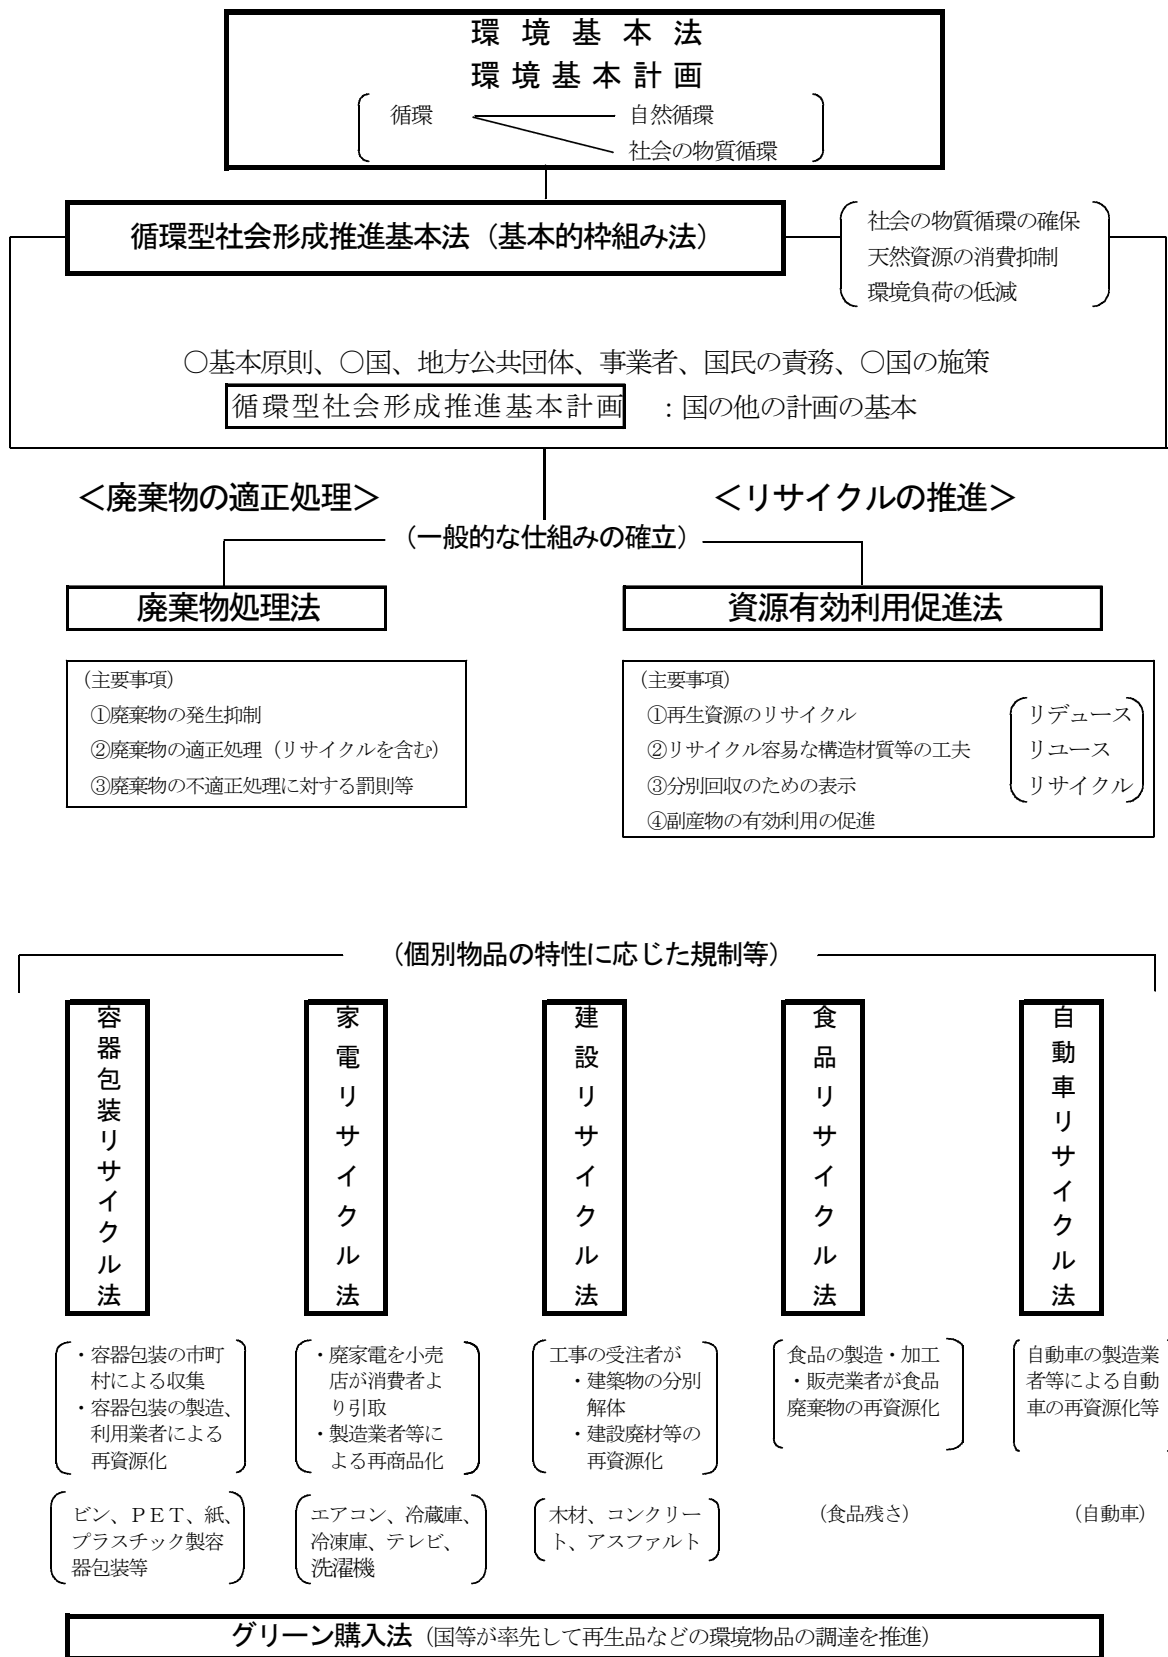 環境基本法
環境基本計画
循環
自然循環
社会の物質循環
循環型社会形成推進基本法（基本的枠組み法）
社会の物質循環の確保
天然資源の消費抑制
環境負荷の低減
○基本原則、○国、地方公共団体、事業者、国民の責務、○国の施策
循環型社会形成推進基本計画 ：国の他の計画の基本
＜廃棄物の適正処理＞
＜リサイクルの推進＞
（一般的な仕組みの確立）
廃棄物処理法
資源有効利用促進法
（主要事項）
①廃棄物の発生抑制
②廃棄物の適正処理（リサイクルを含む）
③廃棄物の不適正処理に対する罰則等
（主要事項）
①再生資源のリサイクル
②リサイクル容易な構造材質等の工夫
③分別回収のための表示
④副産物の有効利用の促進
リデュース
リユース
リサイクル
（個別物品の特性に応じた規制等）
容器包装リサイクル法
家電リサイクル法
建設リサイクル法
食品リサイクル法
自動車リサイクル法
・容器包装の市町
村による収集
・容器包装の製造、
利用業者による
再資源化
・廃家電を小売
店が消費者よ
り引取
・製造業者等に
よる再商品化
工事の受注者が
・建築物の分別
解体
・建設廃材等の
再資源化
食品の製造・加工
・販売業者が食品
廃棄物の再資源化
自動車の製造業
者等による自動
車の再資源化等
ビン、ＰＥＴ、紙、
プラスチック製容
器包装等
エアコン、冷蔵庫、
冷凍庫、テレビ、
洗濯機
木材、コンクリー
ト、アスファルト
（食品残さ）
（自動車）
グリーン購入法（国等が率先して再生品などの環境物品の調達を推進）